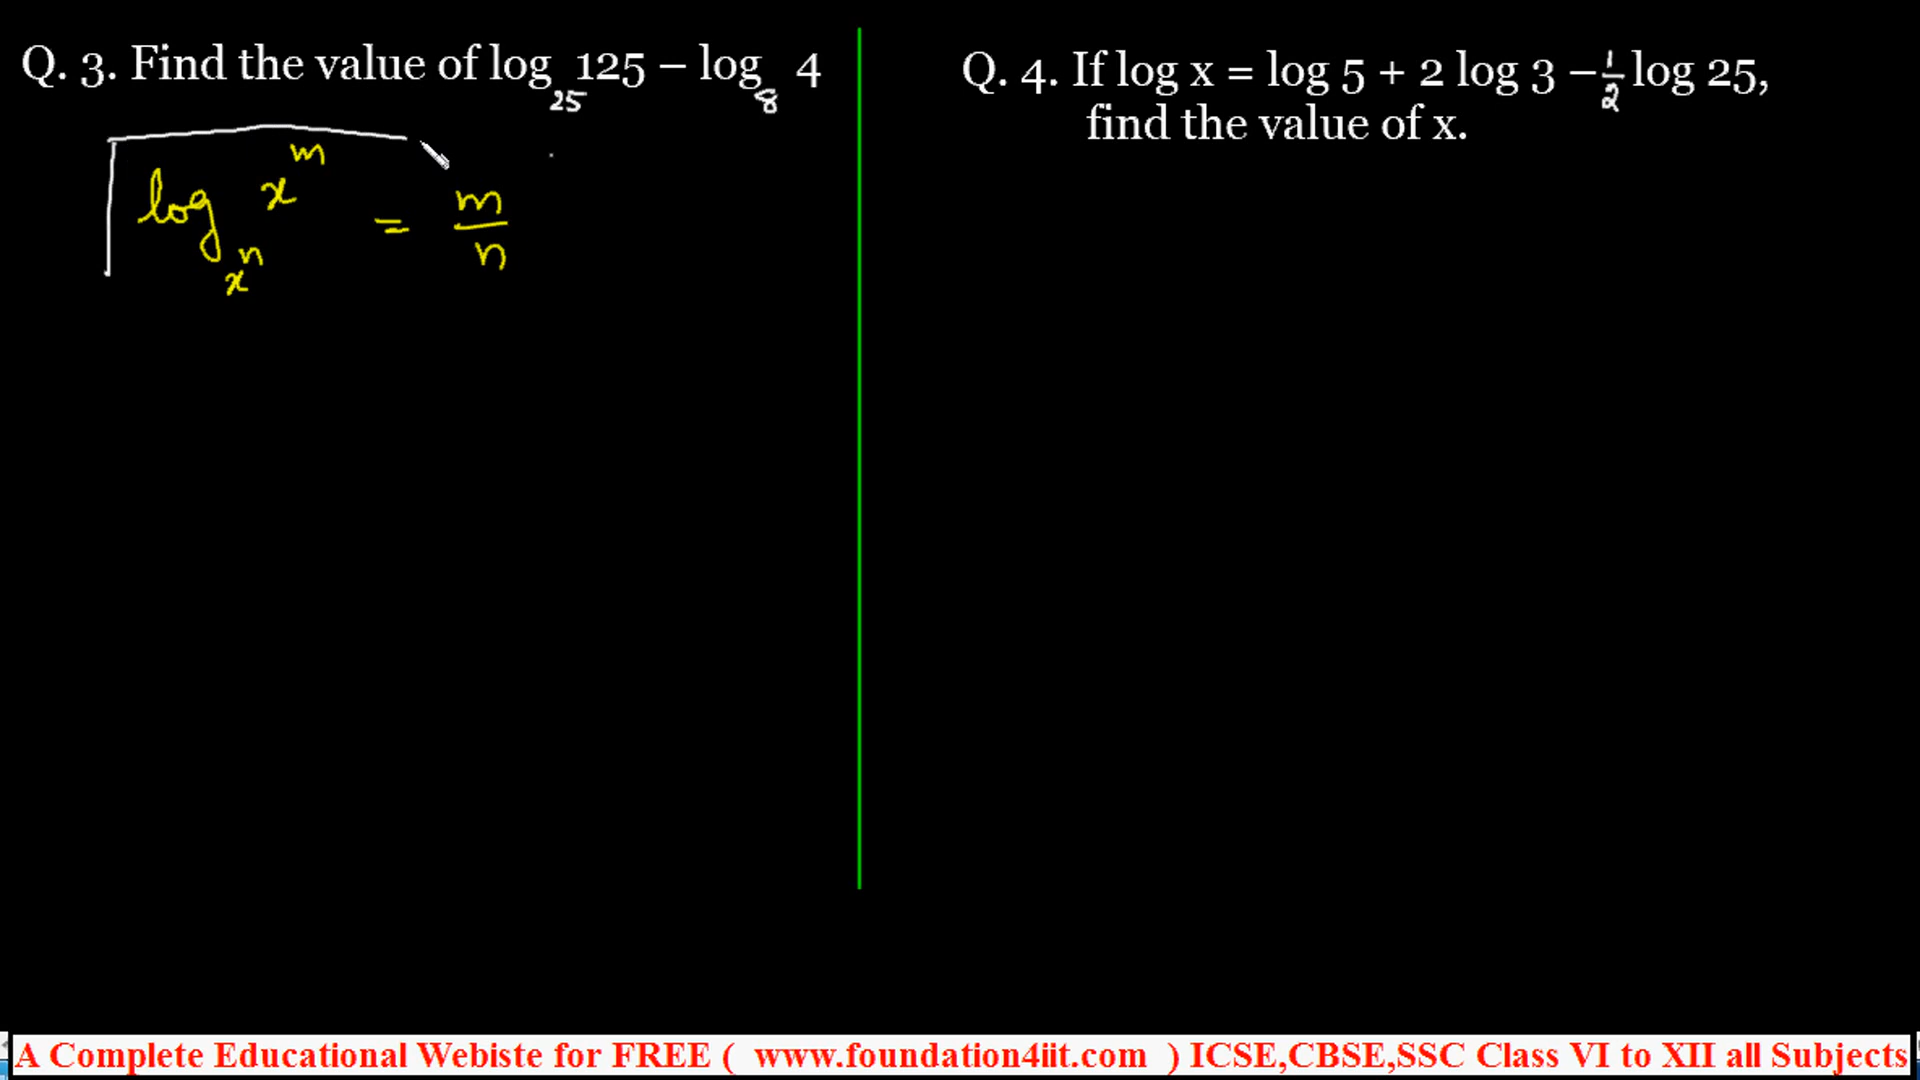 Q. 3. Find the value of log₂₅ 125 – log₈ 4
log_{xⁿ} xᵐ = m/n
Q. 4. If log x = log 5 + 2 log 3 – 1/2 log 25,
find the value of x.
A Complete Educational Webiste for FREE ( www.foundation4iit.com ) ICSE,CBSE,SSC Class VI to XII all Subjects